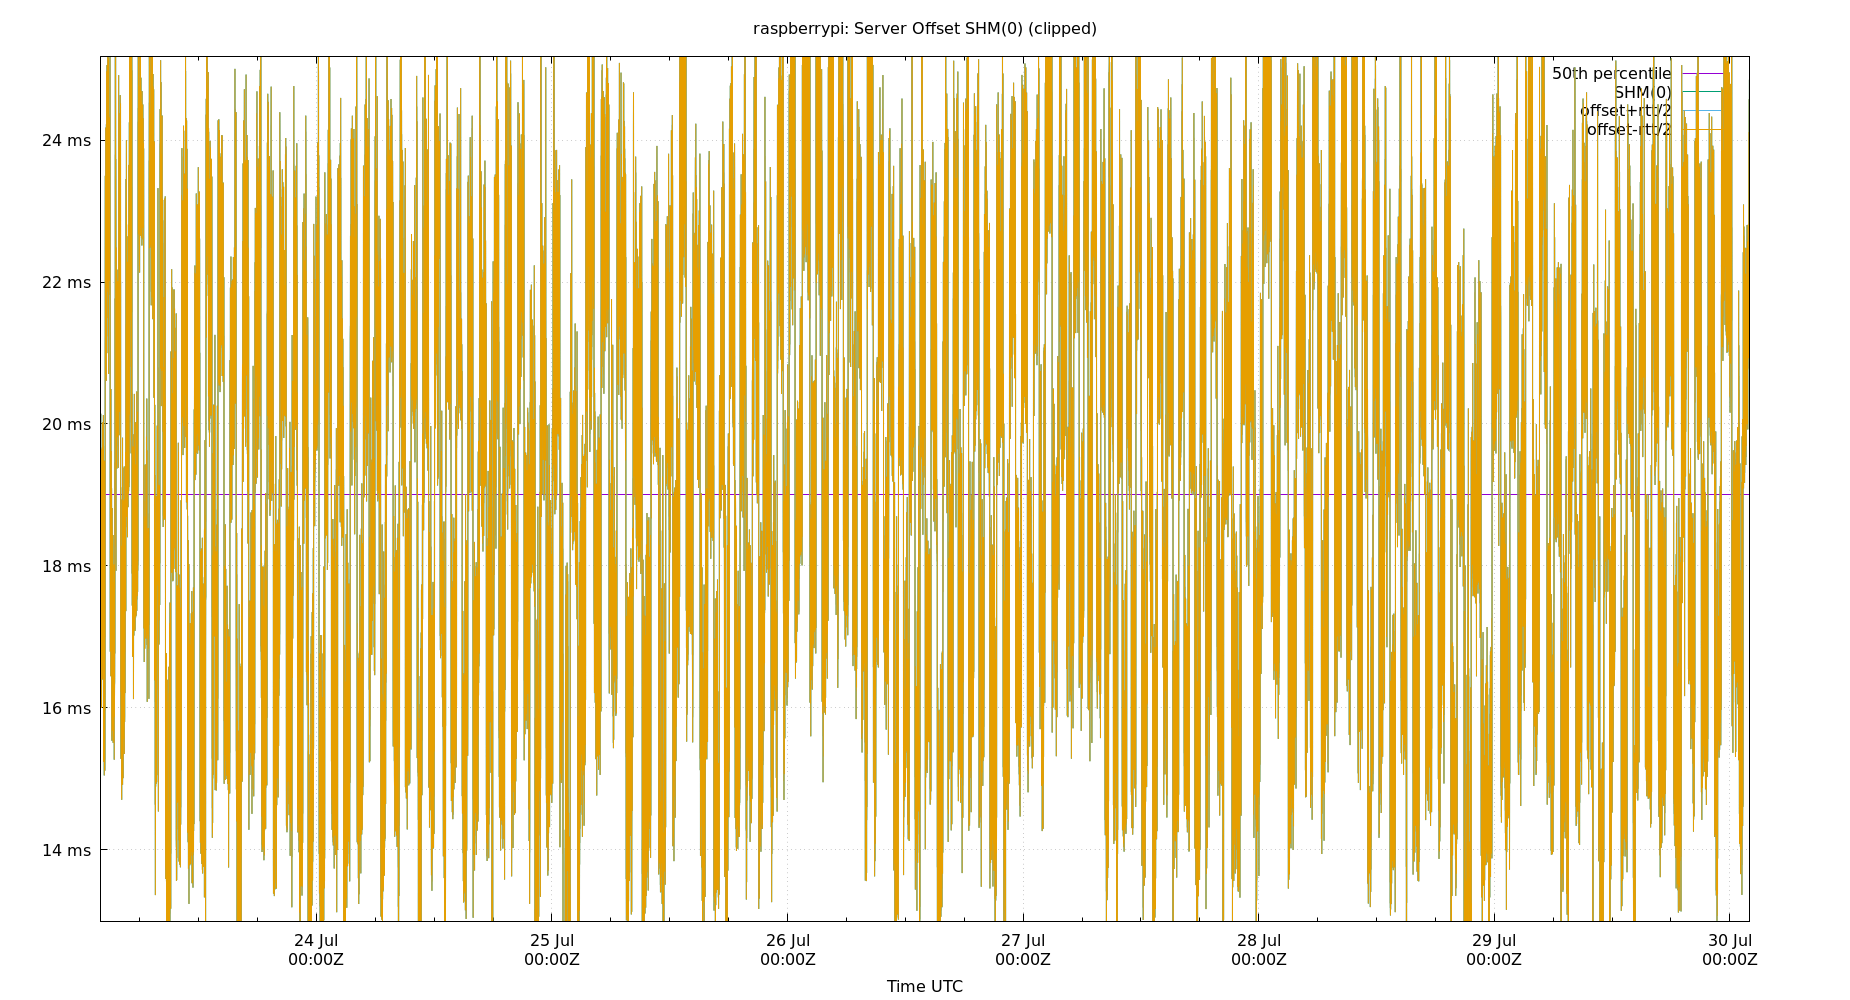 raspberrypi: Server Offset SHM(0) (clipped)
50th percentile
SHM(0)
offset+rtt/2
offset-rtt/2
24 ms
22 ms
20 ms
18 ms
16 ms
14 ms
24 Jul 25 Jul 26 Jul 27 Jul 28 Jul 29 Jul 30 Jul
00:00Z 00:00Z 00:00Z 00:00Z 00:00Z 00:00Z 00:00Z
Time UTC